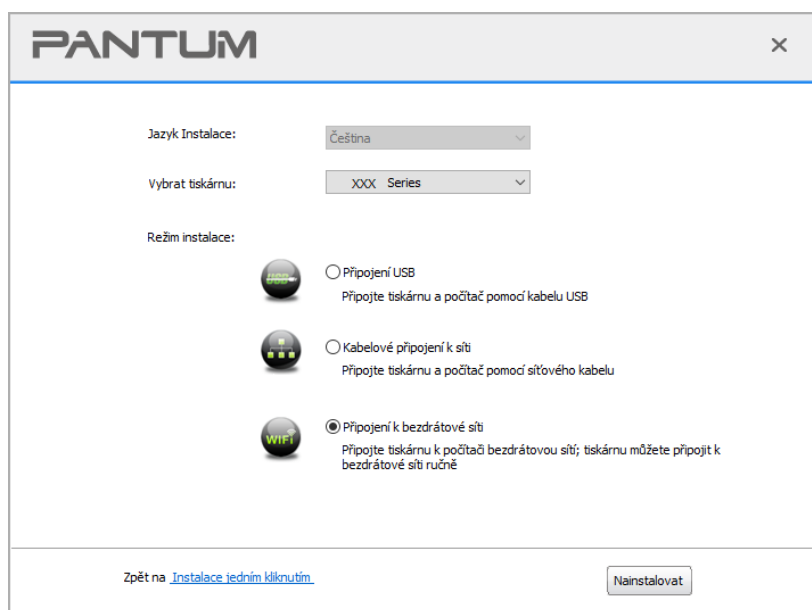 PANTUM
Jazyk Instalace:
Čeština
Vybrat tiskárnu:
XXX Series
Režim instalace:
USB
Připojení USB
Připojte tiskárnu a počítač pomocí kabelu USB
Kabelové připojení k síti
Připojte tiskárnu a počítač pomocí síťového kabelu
WiFi
Připojení k bezdrátové síti
Připojte tiskárnu k počítači bezdrátovou sítí; tiskárnu můžete připojit k
bezdrátové síti ručně
Zpět na Instalace jedním kliknutím
Nainstalovat